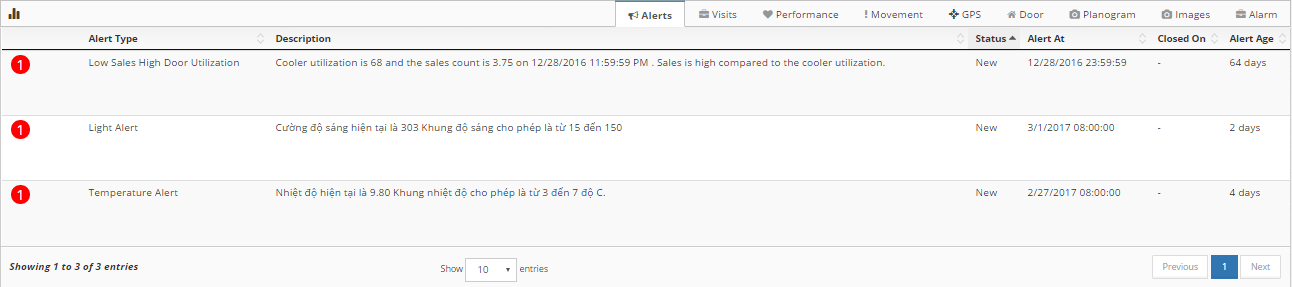 Alerts Visits Performance Movement GPS Door Planogram Images Alarm
Alert Type Description Status Alert At Closed On Alert Age
1 Low Sales High Door Utilization Cooler utilization is 68 and the sales count is 3.75 on 12/28/2016 11:59:59 PM . Sales is high compared to the cooler utilization. New 12/28/2016 23:59:59 - 64 days
1 Light Alert Cường độ sáng hiện tại là 303 Khung độ sáng cho phép là từ 15 đến 150 New 3/1/2017 08:00:00 - 2 days
1 Temperature Alert Nhiệt độ hiện tại là 9.80 Khung nhiệt độ cho phép là từ 3 đến 7 độ C. New 2/27/2017 08:00:00 - 4 days
Showing 1 to 3 of 3 entries Show 10 entries Previous 1 Next